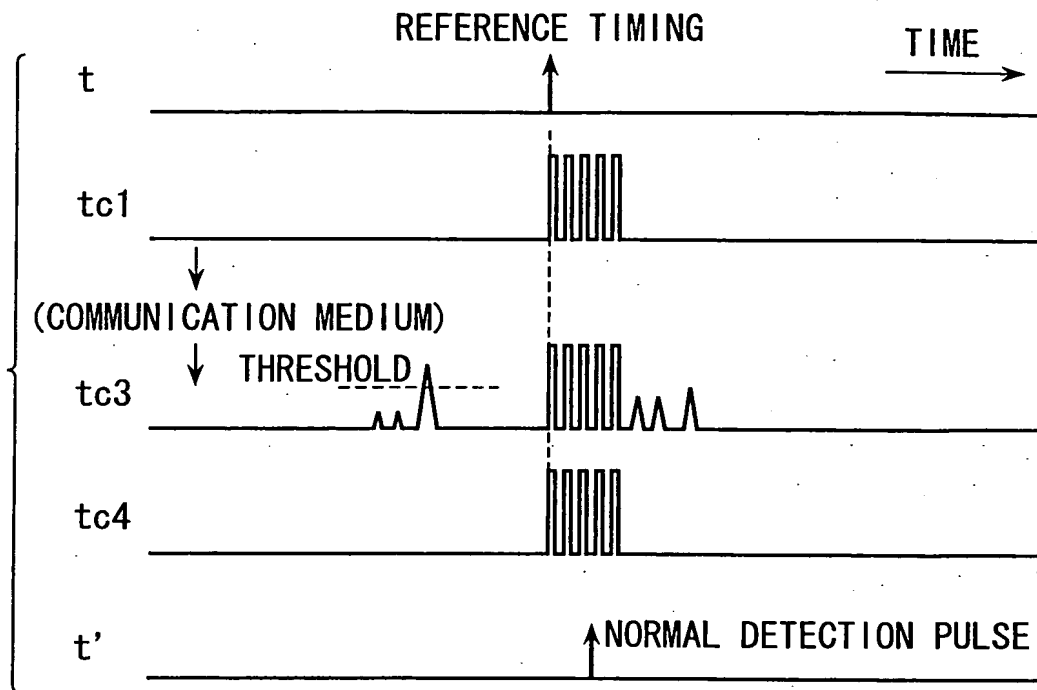 REFERENCE TIMING
TIME
t
tc1
(COMMUNICATION MEDIUM)
THRESHOLD
tc3
tc4
t'
NORMAL DETECTION PULSE